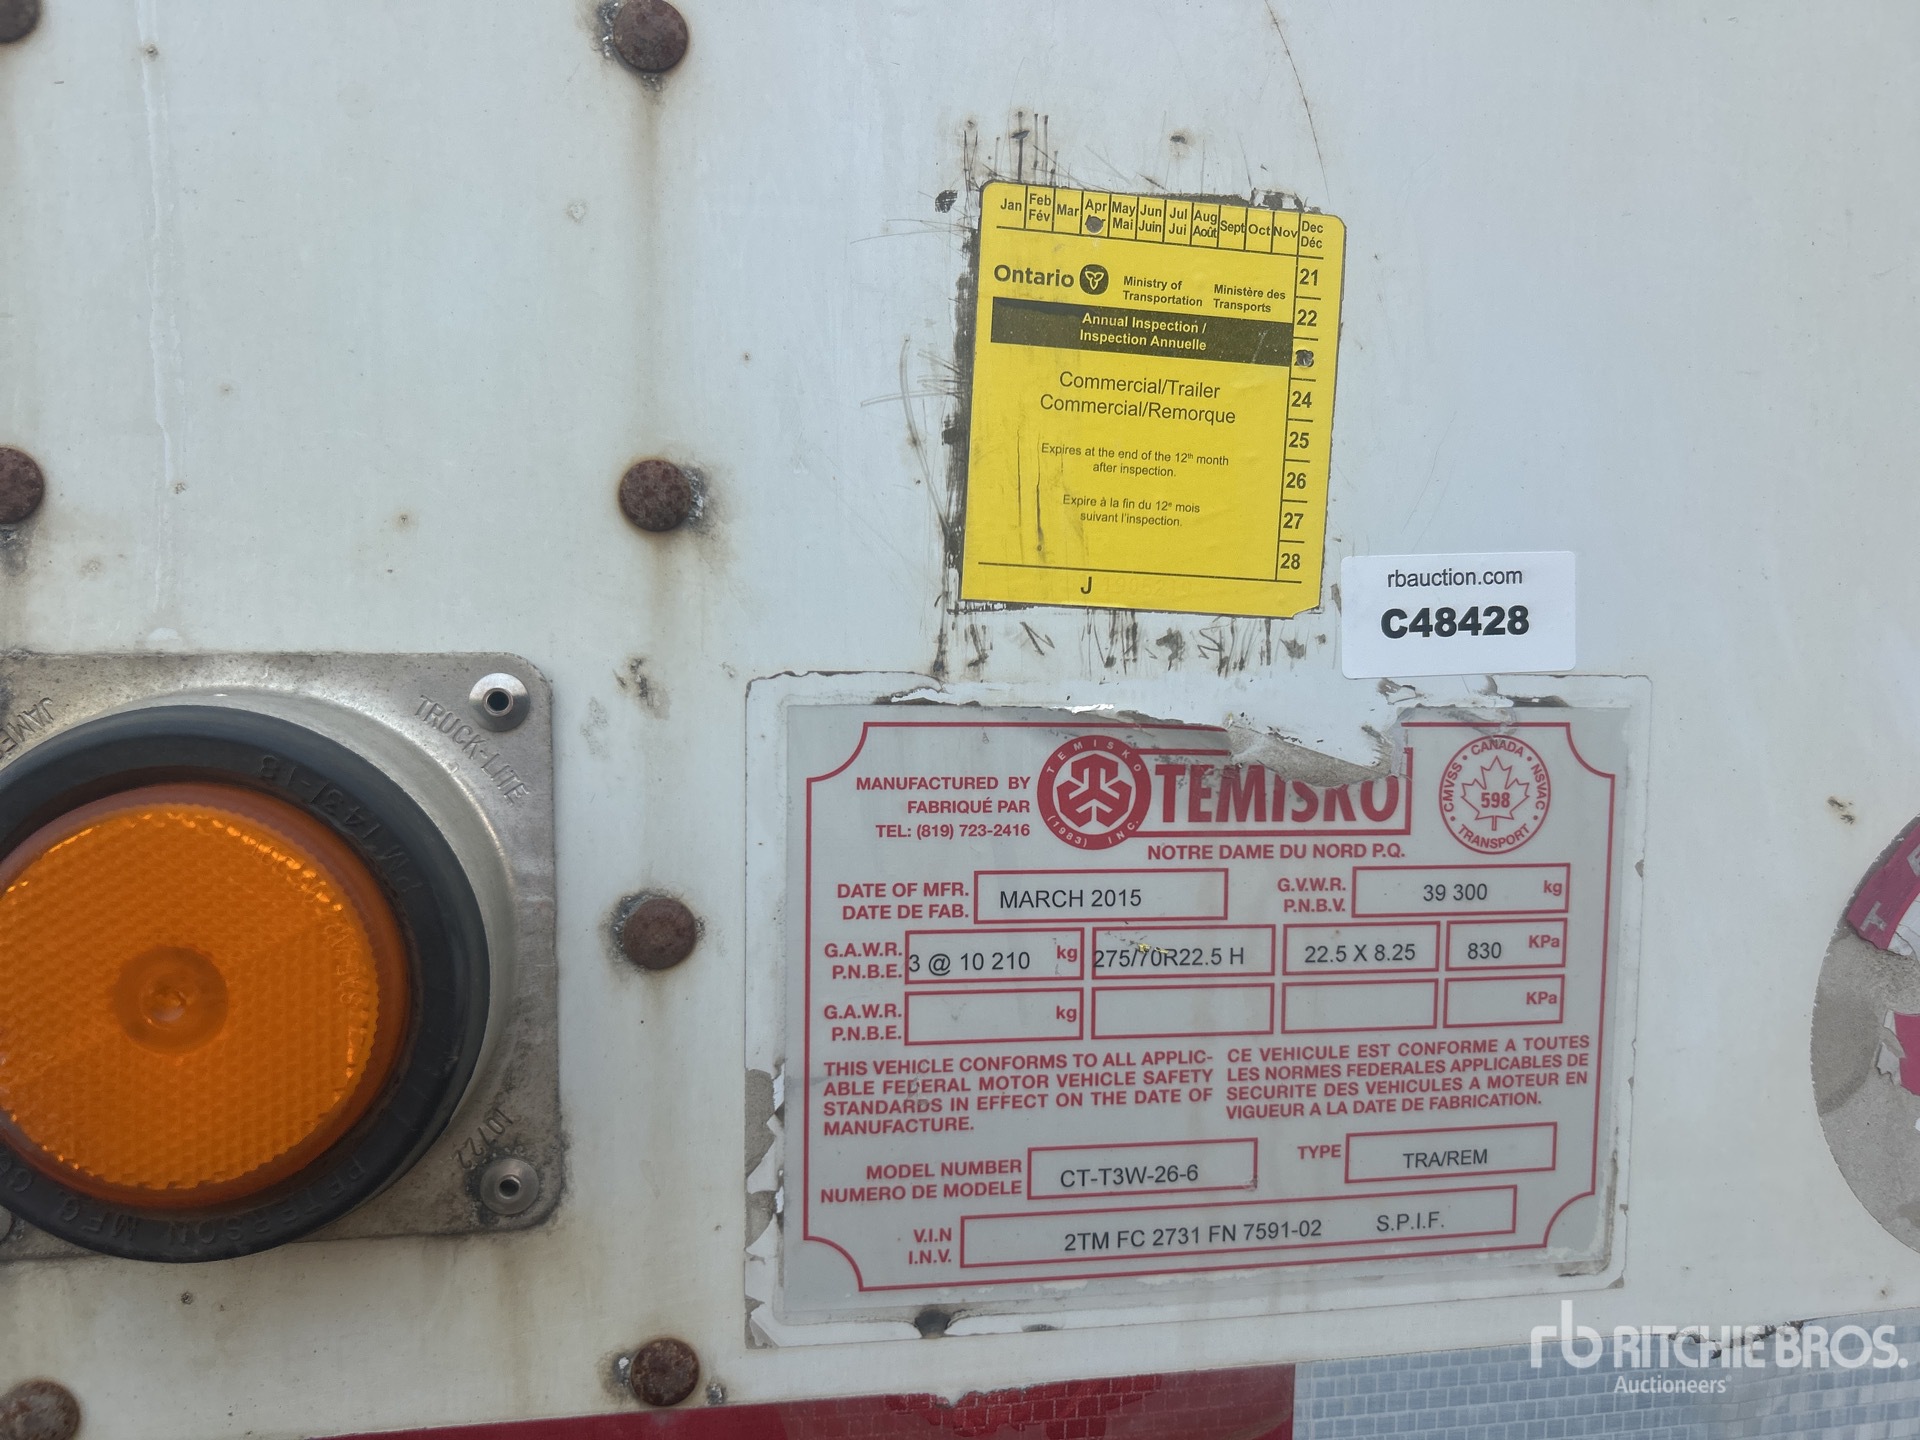 Jan Feb Fév Mar Apr May Mai Jun Juin Jul Jui Aug Août Sept Oct Nov Dec Déc
21
Ontario Ministry of Transportation Ministère des Transports
22
Annual Inspection /
Inspection Annuelle
Commercial/Trailer
Commercial/Remorque
24
25
Expires at the end of the 12th month
after inspection.
26
Expire à la fin du 12e mois
suivant l'inspection.
27
28
J
rbauction.com
C48428
TRUCK-LITE
PETERSON MFG
10722
MANUFACTURED BY
FABRIQUÉ PAR
TEL: (819) 723-2416
TEMISKO
(1983) INC.
TEMISKO
NOTRE DAME DU NORD P.Q.
CANADA
CMVSS • NSVAC
598
TRANSPORT
DATE OF MFR.
DATE DE FAB.
MARCH 2015
G.V.W.R.
P.N.B.V.
39 300 kg
G.A.W.R.
P.N.B.E.
3 @ 10 210 kg 275/70R22.5 H 22.5 X 8.25 830 KPa
G.A.W.R.
P.N.B.E.
kg KPa
THIS VEHICLE CONFORMS TO ALL APPLIC-
ABLE FEDERAL MOTOR VEHICLE SAFETY
STANDARDS IN EFFECT ON THE DATE OF
MANUFACTURE.
CE VEHICULE EST CONFORME A TOUTES
LES NORMES FEDERALES APPLICABLES DE
SECURITE DES VEHICULES A MOTEUR EN
VIGUEUR A LA DATE DE FABRICATION.
MODEL NUMBER
NUMERO DE MODELE
CT-T3W-26-6
TYPE TRA/REM
V.I.N
I.N.V.
2TM FC 2731 FN 7591-02 S.P.I.F.
rb RITCHIE BROS.
Auctioneers